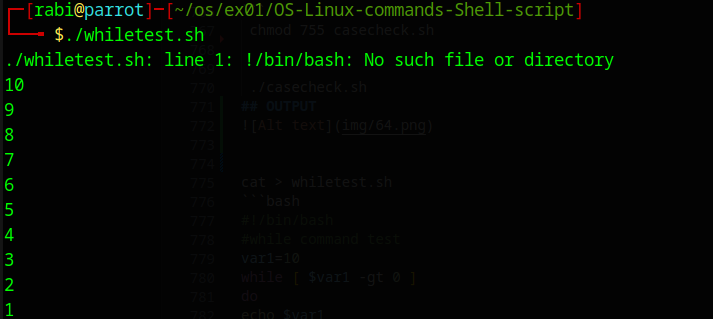 ┌─[rabi@parrot]─[~/os/ex01/OS-Linux-commands-Shell-script]
chmod 755 casecheck.sh
└──╼ $./whiletest.sh
./whiletest.sh: line 1: !/bin/bash: No such file or directory
770 ./casecheck.sh
10
771 ## OUTPUT
9
772 ![Alt text](img/64.png)
8
773
7
774
775 cat > whiletest.sh
6
776 ```bash
5
777 #!/bin/bash
778 #while command test
4
779 var1=10
3
780 while [ $var1 -gt 0 ]
2
781 do
782 echo $var1
1